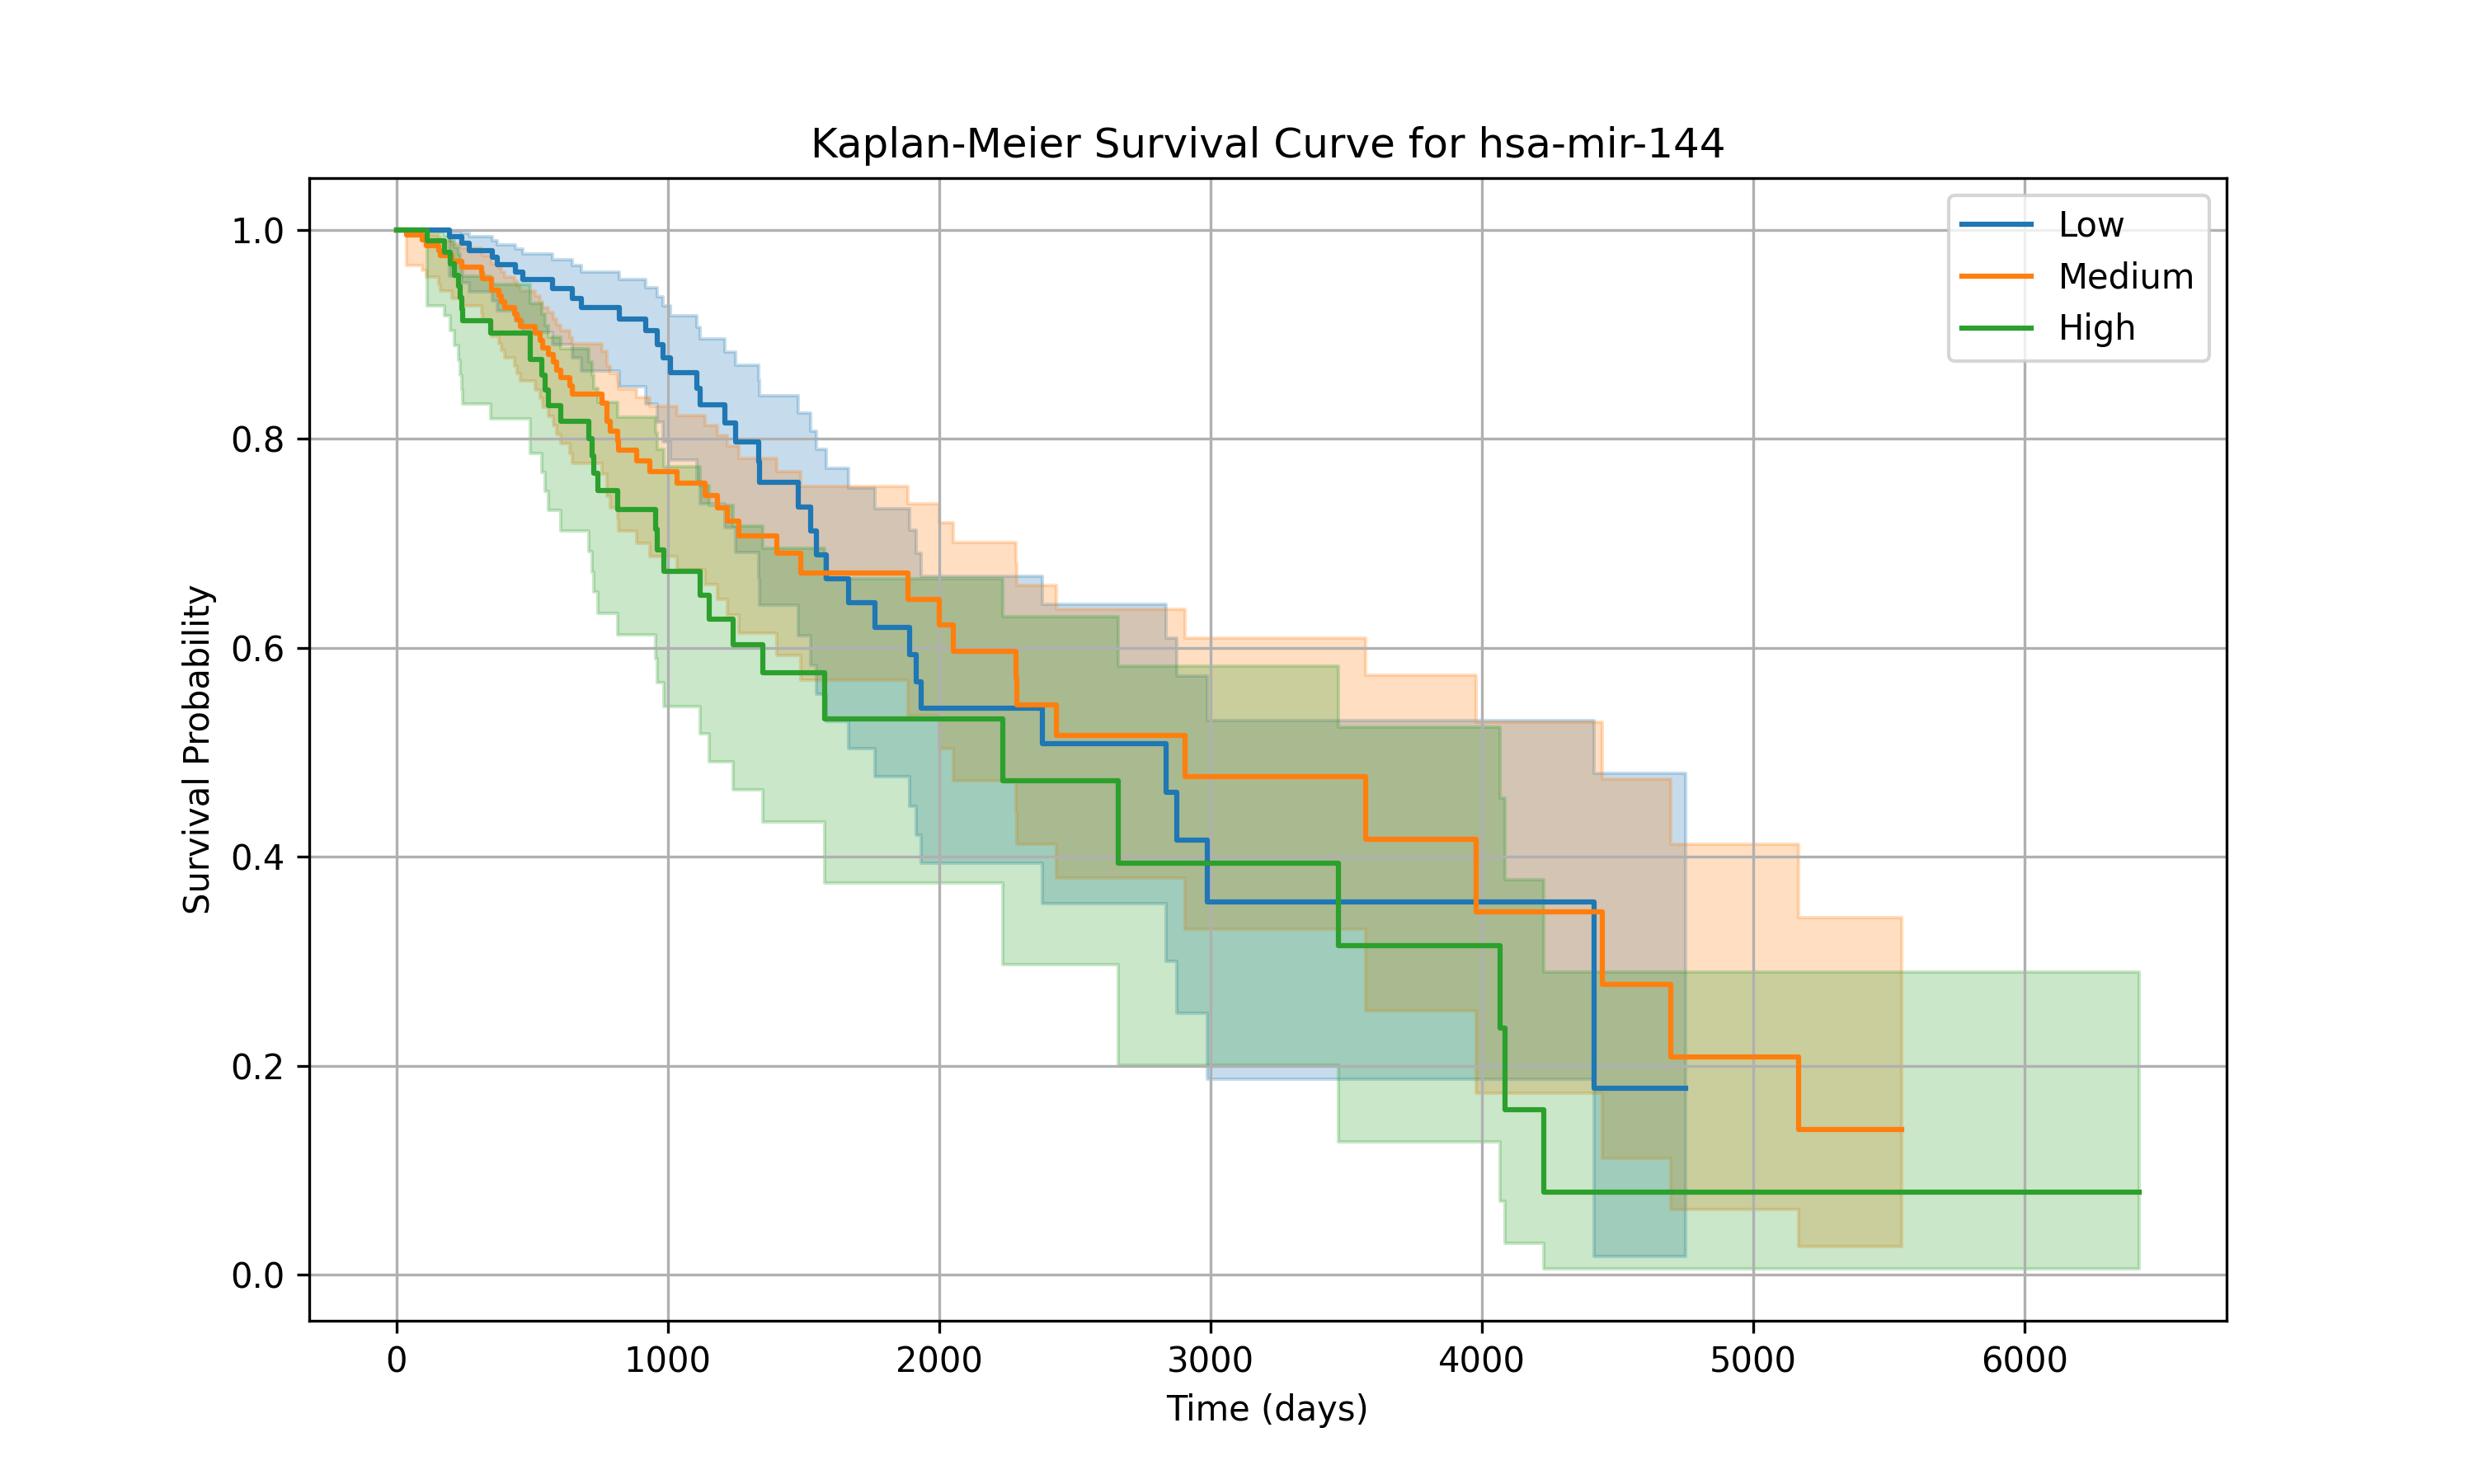 Kaplan-Meier Survival Curve for hsa-mir-144
Low
Medium
High
Survival Probability
1.0
0.8
0.6
0.4
0.2
0.0
0 1000 2000 3000 4000 5000 6000
Time (days)